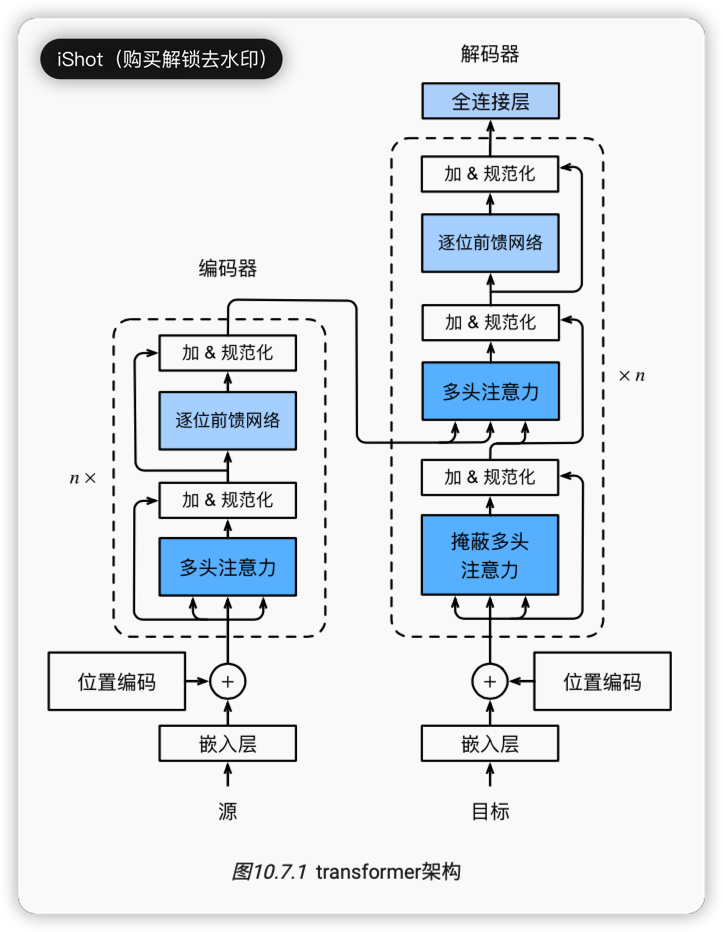 iShot（购买解锁去水印）
解码器
全连接层
加 & 规范化
逐位前馈网络
加 & 规范化
多头注意力
× n
加 & 规范化
掩蔽多头
注意力
编码器
加 & 规范化
逐位前馈网络
n ×
加 & 规范化
多头注意力
位置编码
+
+
位置编码
嵌入层
嵌入层
源
目标
图10.7.1 transformer架构